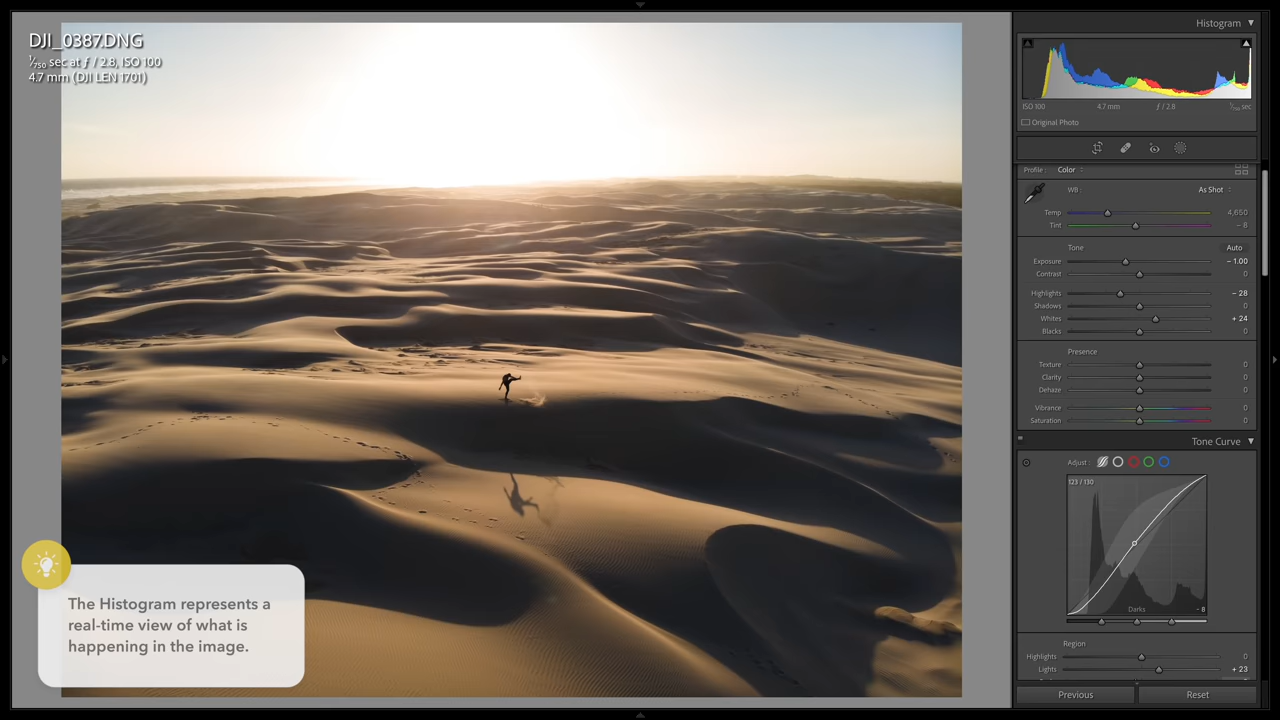 DJI_0387.DNG
1/750 sec at ƒ / 2.8, ISO 100
4.7 mm (DJI LEN 1701)
The Histogram represents a
real-time view of what is
happening in the image.
Histogram
ISO 100 4.7 mm ƒ / 2.8 1/750 sec
Original Photo
Profile : Color
WB : As Shot
Temp 4,650
Tint – 8
Tone Auto
Exposure – 1.00
Contrast 0
Highlights – 28
Shadows 0
Whites + 24
Blacks 0
Presence
Texture 0
Clarity 0
Dehaze 0
Vibrance 0
Saturation 0
Tone Curve
Adjust :
123 / 130
Darks – 8
Region
Highlights 0
Lights + 23
Previous Reset